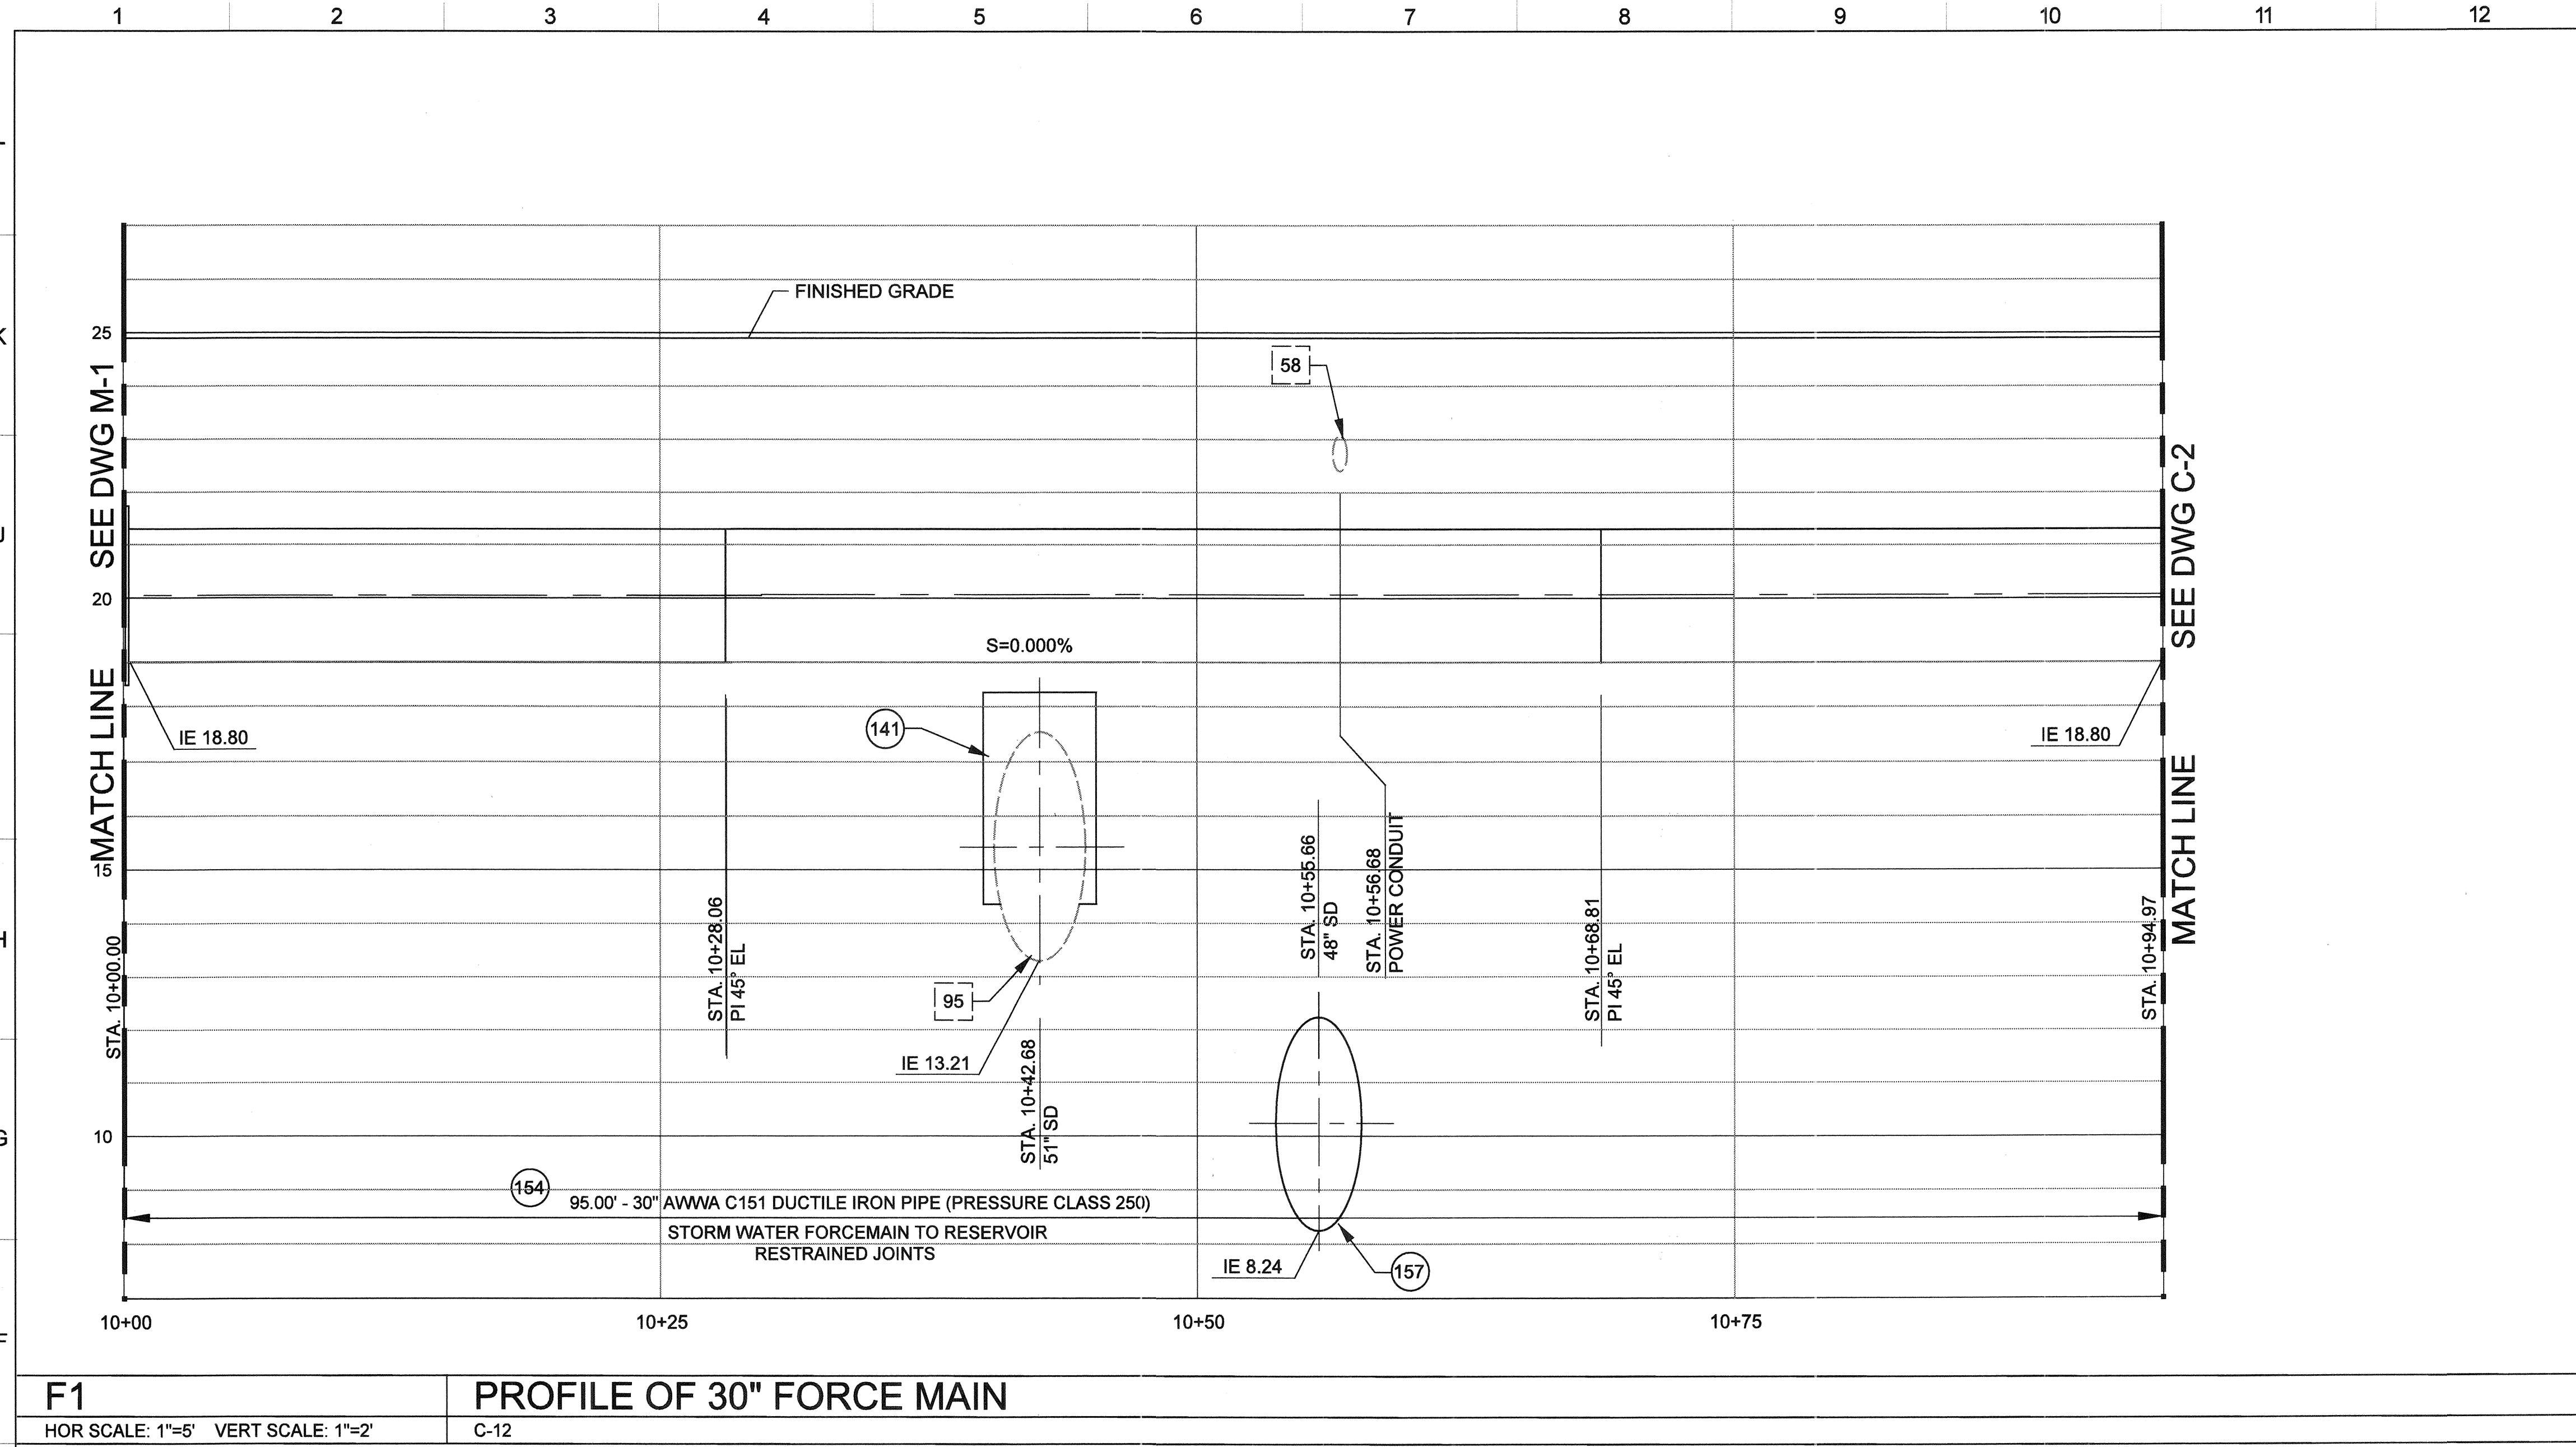 1 2 3 4 5 6 7 8 9 10 11 12
K
J
H
G
F
FINISHED GRADE
25
58
SEE DWG M-1
MATCH LINE
SEE DWG C-2
MATCH LINE
20
S=0.000%
141
IE 18.80
IE 18.80
15
STA. 10+00.00
STA. 10+28.06
PI 45° EL
95
IE 13.21
STA. 10+42.68
51" SD
STA. 10+55.66
48" SD
STA. 10+56.68
POWER CONDUIT
STA. 10+68.81
PI 45° EL
STA. 10+94.97
10
154
95.00' - 30" AWWA C151 DUCTILE IRON PIPE (PRESSURE CLASS 250)
STORM WATER FORCEMAIN TO RESERVOIR
RESTRAINED JOINTS
IE 8.24
157
10+00 10+25 10+50 10+75
F1
PROFILE OF 30" FORCE MAIN
HOR SCALE: 1"=5' VERT SCALE: 1"=2'
C-12